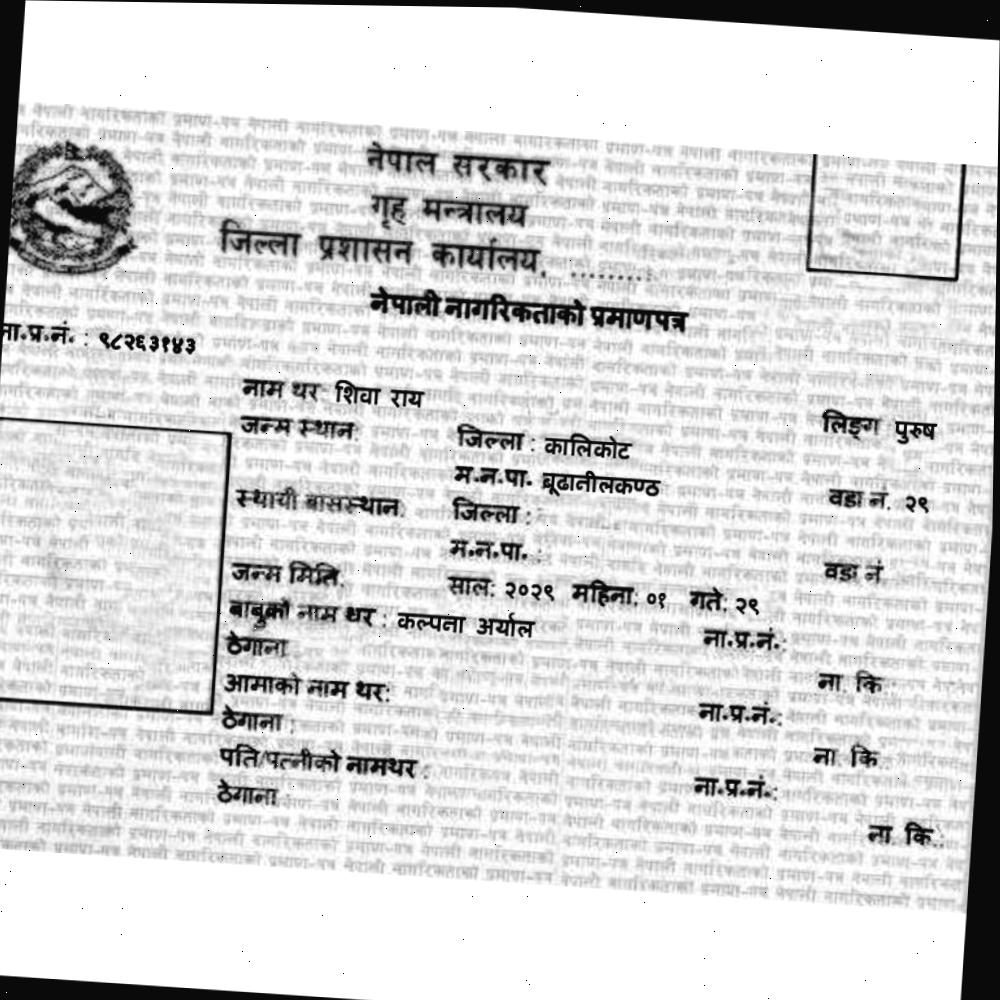 नेपाल सरकार
गृह मन्त्रालय
जिल्ला प्रशासन कार्यालय, ........:
नेपाली नागरिकताको प्रमाणपत्र
ना.प्र.नं. : ९८२६३१४३
नाम थर: शिवा राय
लिङ्ग पुरुष
जन्म स्थान: जिल्ला : कालिकोट
म.न.पा. बूढानीलकण्ठ वडा नं. २९
स्थायी बासस्थान: जिल्ला :
म.न.पा. : वडा नं
जन्म मिति: साल: २०२९ महिना: ०१ गते: २९
बाबुको नाम थर : कल्पना अर्याल ना.प्र.नं.:
ठेगाना ना. कि.:
आमाको नाम थर: ना.प्र.नं.:
ठेगाना : ना. कि.:
पति/पत्नीको नामथर : ना.प्र.नं.:
ठेगाना ना. कि.: